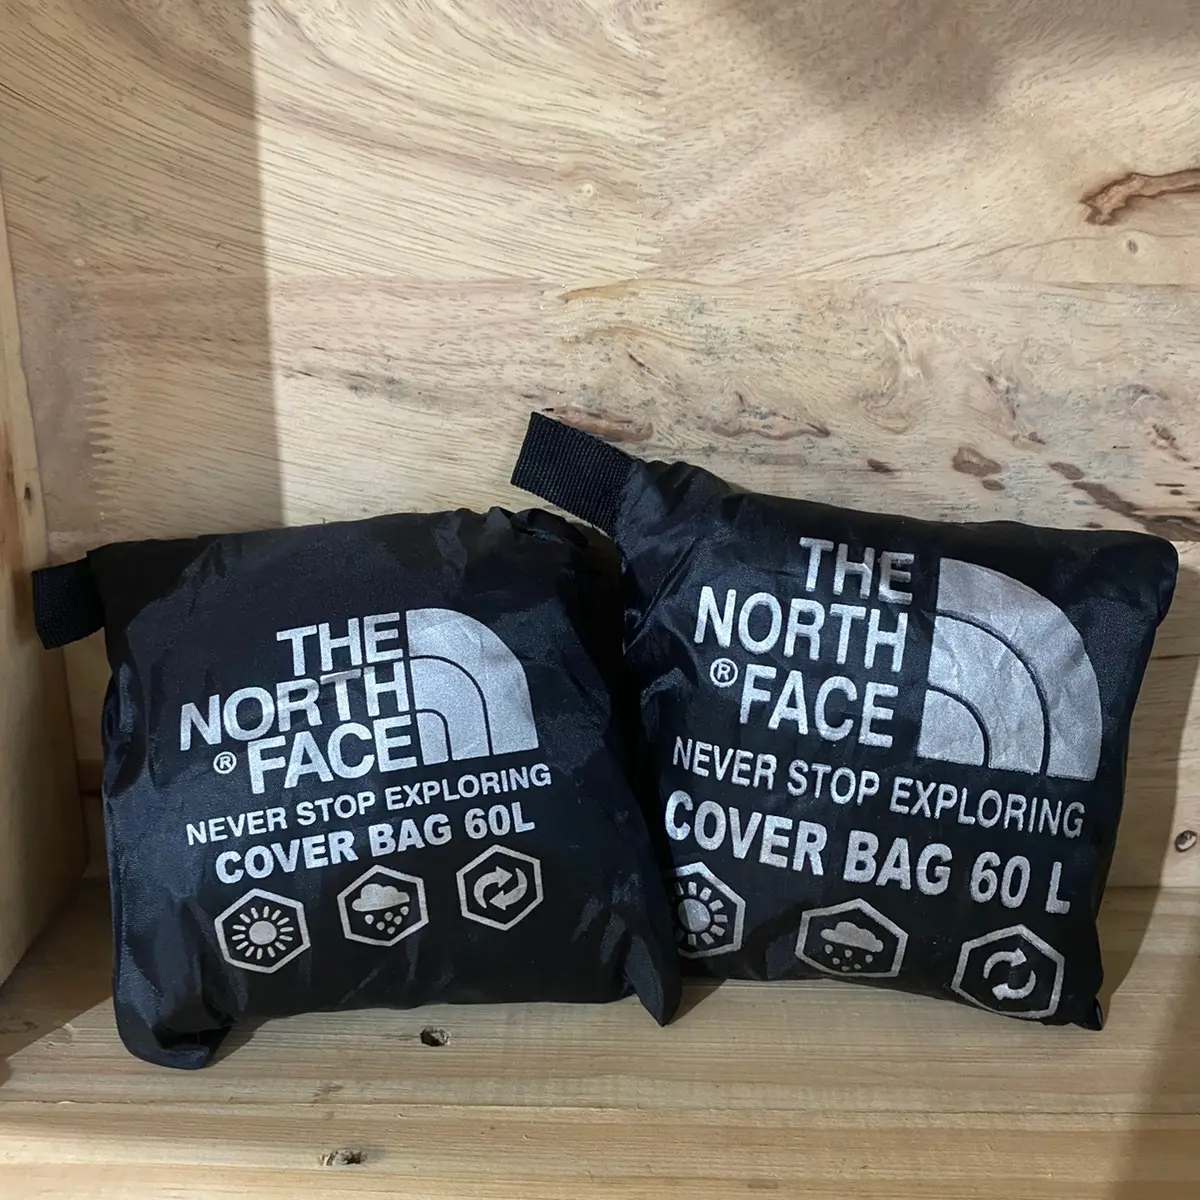 THE
NORTH
® FACE
NEVER STOP EXPLORING
COVER BAG 60L
THE
NORTH
® FACE
NEVER STOP EXPLORING
COVER BAG 60 L